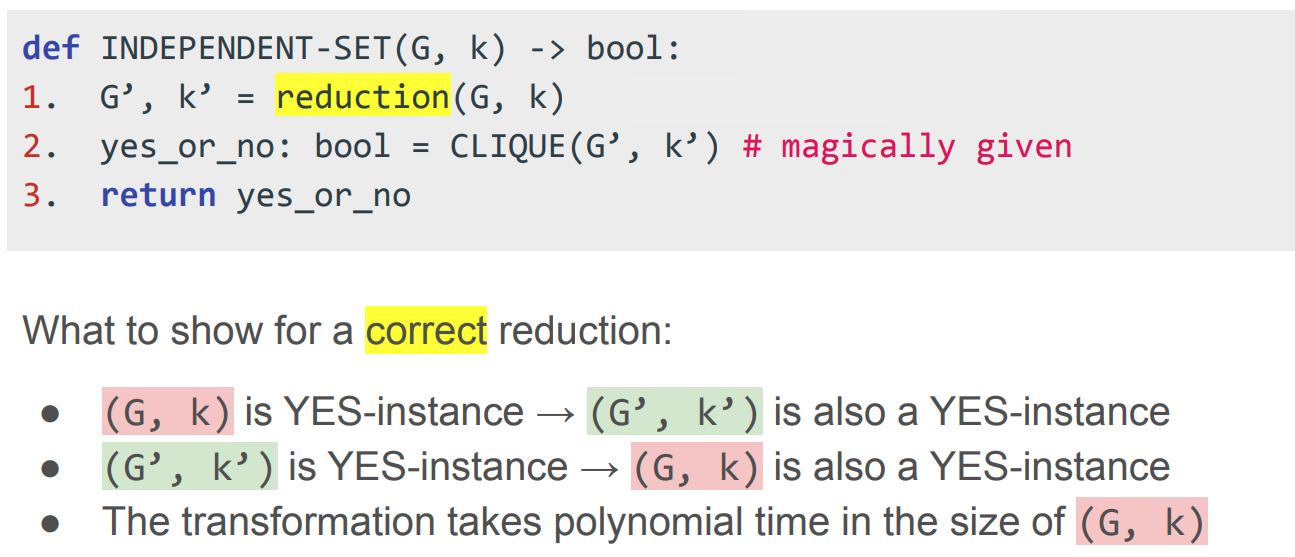 def INDEPENDENT-SET(G, k) -> bool:
1. G’, k’ = reduction(G, k)
2. yes_or_no: bool = CLIQUE(G’, k’) # magically given
3. return yes_or_no
What to show for a correct reduction:
● (G, k) is YES-instance → (G’, k’) is also a YES-instance
● (G’, k’) is YES-instance → (G, k) is also a YES-instance
● The transformation takes polynomial time in the size of (G, k)